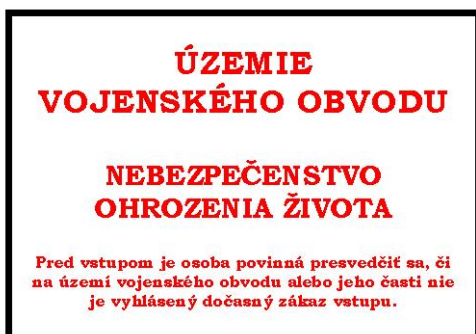 ÚZEMIE
VOJENSKÉHO OBVODU
NEBEZPEČENSTVO
OHROZENIA ŽIVOTA
Pred vstupom je osoba povinná presvedčiť sa, či
na území vojenského obvodu alebo jeho časti nie
je vyhlásený dočasný zákaz vstupu.